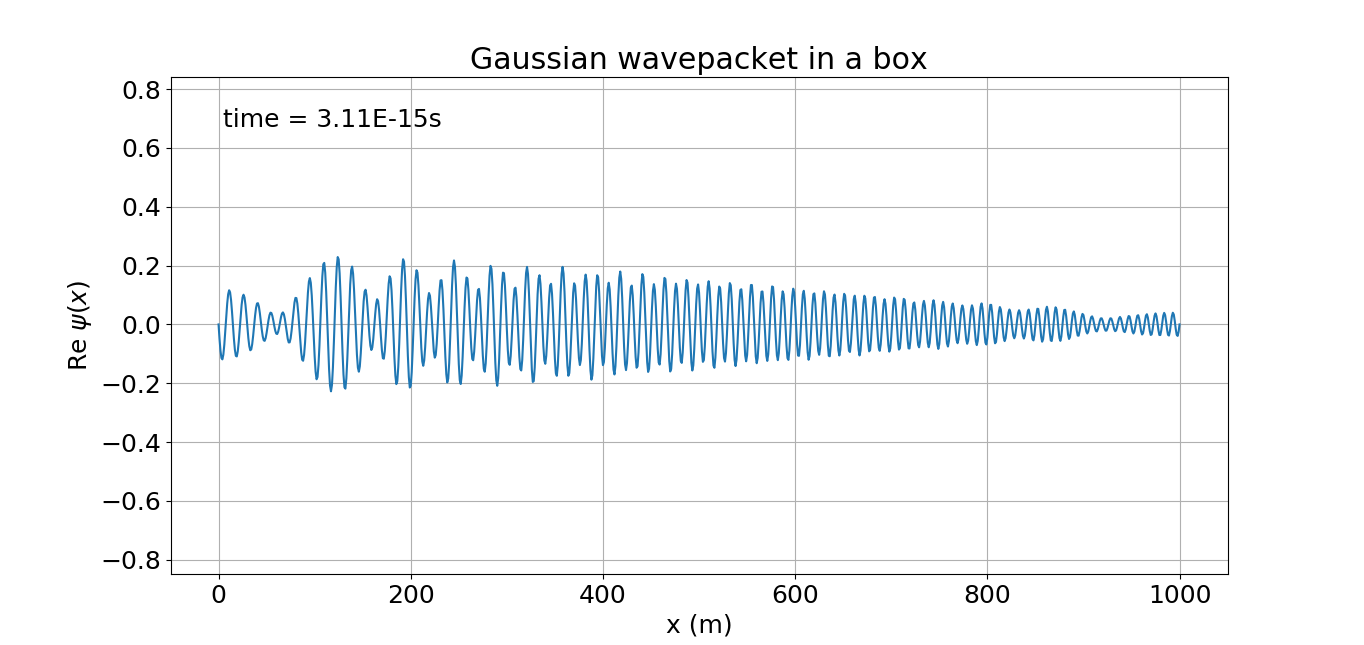 Gaussian wavepacket in a box
time = 3.11E-15s
0.8
0.6
0.4
0.2
0.0
−0.2
−0.4
−0.6
−0.8
Re ψ(x)
0 200 400 600 800 1000
x (m)